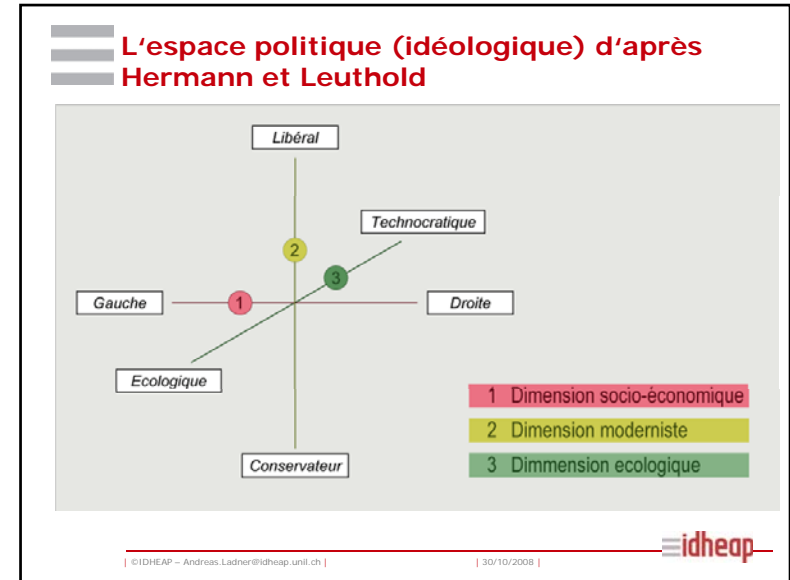 L‘espace politique (idéologique) d‘après
Hermann et Leuthold
Libéral
Technocratique
2
3
Gauche
1
Droite
Ecologique
1 Dimension socio-économique
2 Dimension moderniste
Conservateur
3 Dimmension ecologique
idheap
| ©IDHEAP – Andreas.Ladner@idheap.unil.ch | | 30/10/2008 |